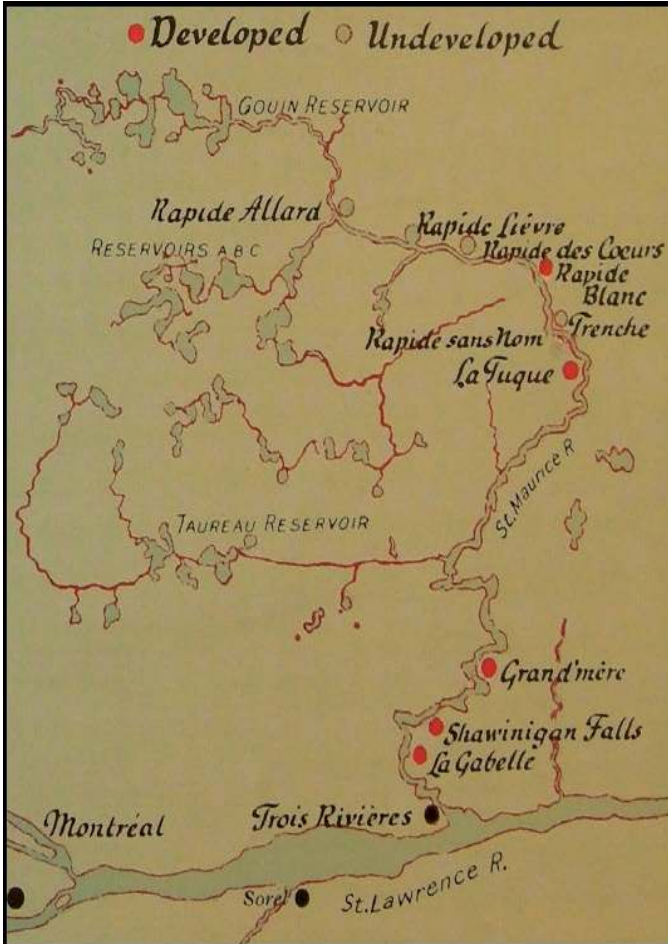 Developed Undeveloped
GOUIN RESERVOIR
Rapide Allard
Rapide Lièvre
RESERVOIRS A B C
Rapide des Cœurs
Rapide
Blanc
Trenche
Rapide sans Nom
La Tuque
St. Maurice R
TAUREAU RESERVOIR
Grand'mère
Shawinigan Falls
La Gabelle
Trois Rivières
Montréal
Sorel
St. Lawrence R.